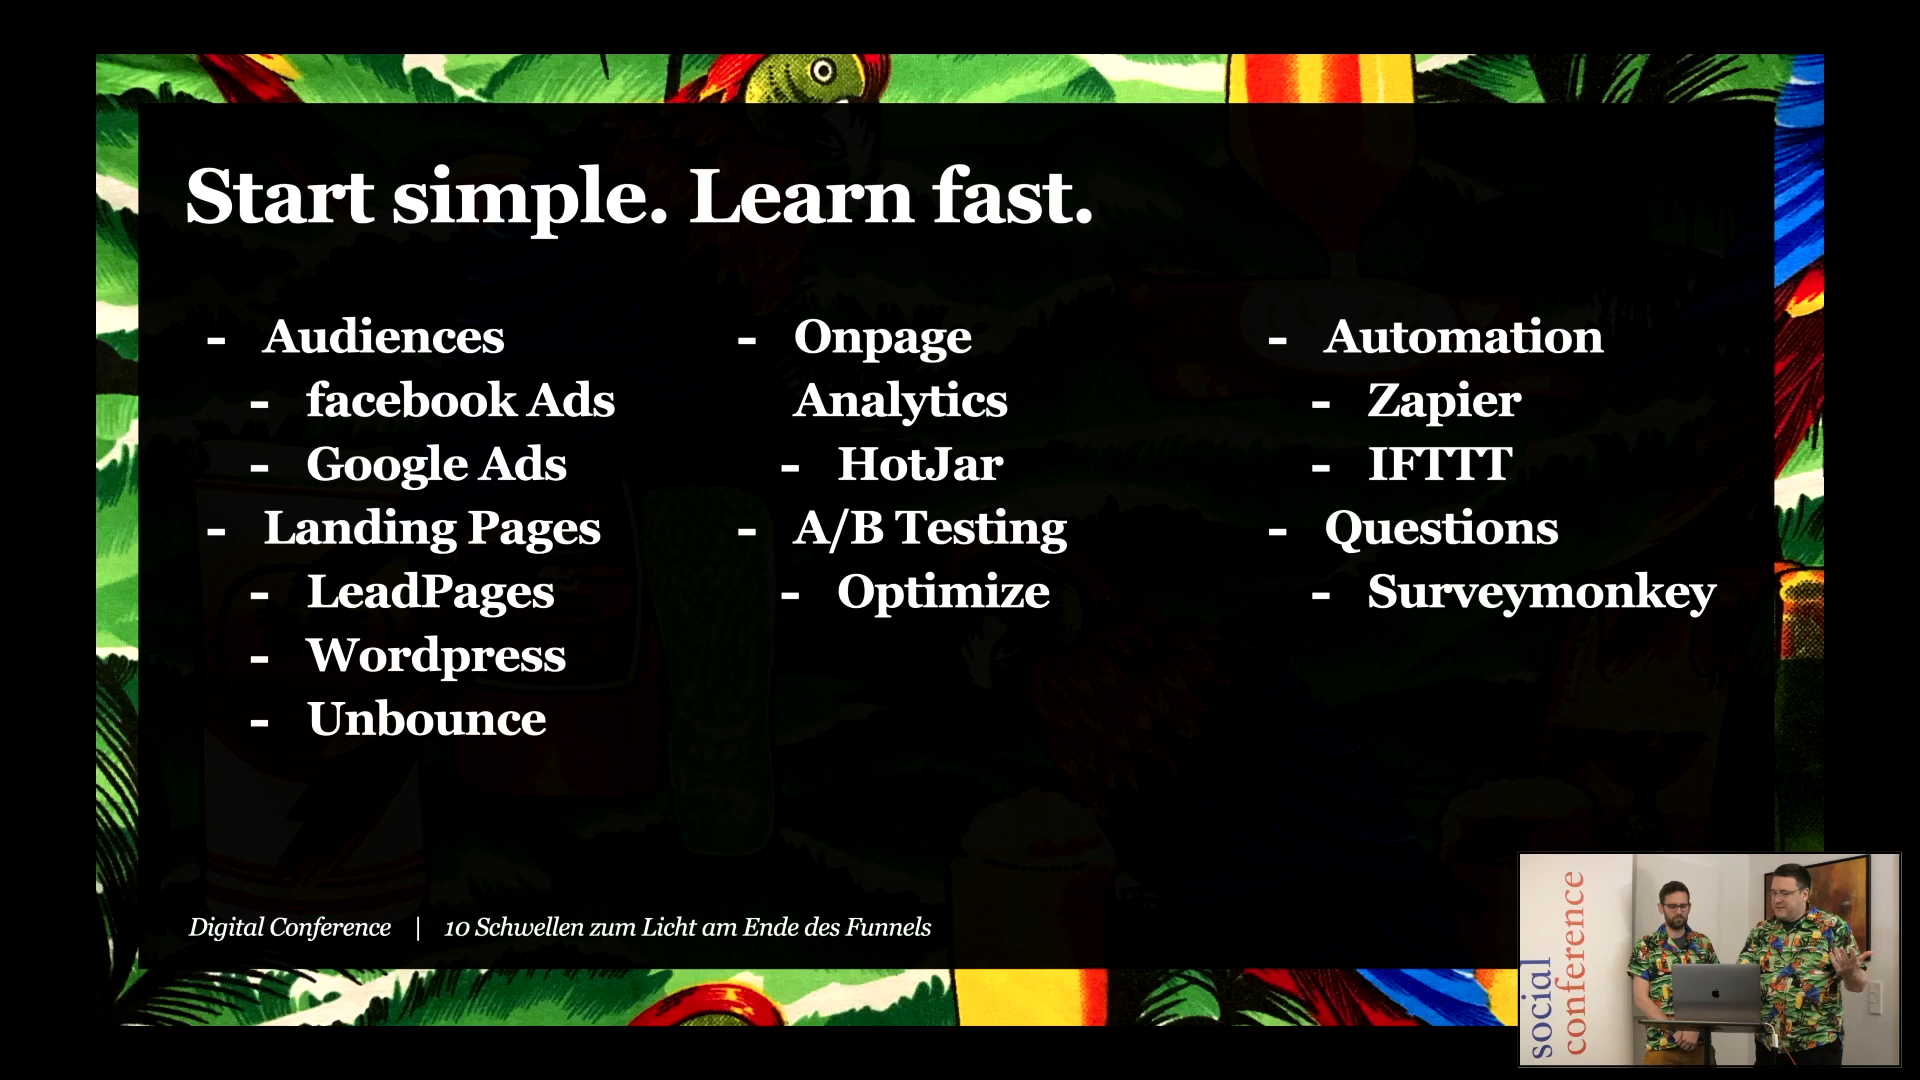 Start simple. Learn fast.
- Audiences
- facebook Ads
- Google Ads
- Landing Pages
- LeadPages
- Wordpress
- Unbounce
- Onpage
Analytics
- HotJar
- A/B Testing
- Optimize
- Automation
- Zapier
- IFTTT
- Questions
- Surveymonkey
Digital Conference | 10 Schwellen zum Licht am Ende des Funnels
social
conference